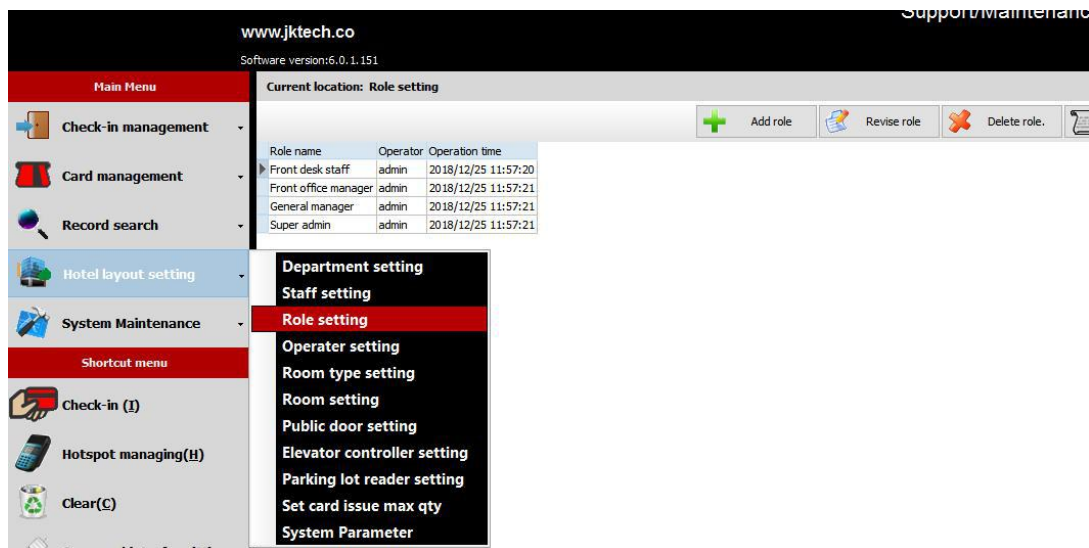 Support/Maintenanc
www.jktech.co
Software version:6.0.1.151
Main Menu
Current location: Role setting
Check-in management
Add role
Revise role
Delete role.
Card management
Role name Operator Operation time
Front desk staff admin 2018/12/25 11:57:20
Front office manager admin 2018/12/25 11:57:21
General manager admin 2018/12/25 11:57:21
Super admin admin 2018/12/25 11:57:21
Record search
Hotel layout setting
Department setting
Staff setting
Role setting
Operater setting
Room type setting
Room setting
Public door setting
Elevator controller setting
Parking lot reader setting
Set card issue max qty
System Parameter
System Maintenance
Shortcut menu
Check-in (I)
Hotspot managing(H)
Clear(C)